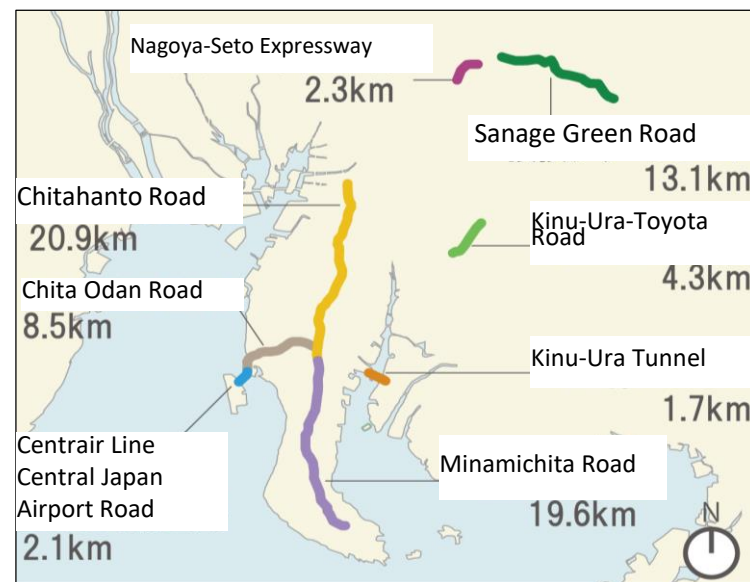 Nagoya-Seto Expressway
2.3km
Sanage Green Road
13.1km
Chitahanto Road
20.9km
Kinu-Ura-Toyota
Road
4.3km
Chita Odan Road
8.5km
Kinu-Ura Tunnel
1.7km
Centrair Line
Central Japan
Airport Road
2.1km
Minamichita Road
19.6km
N